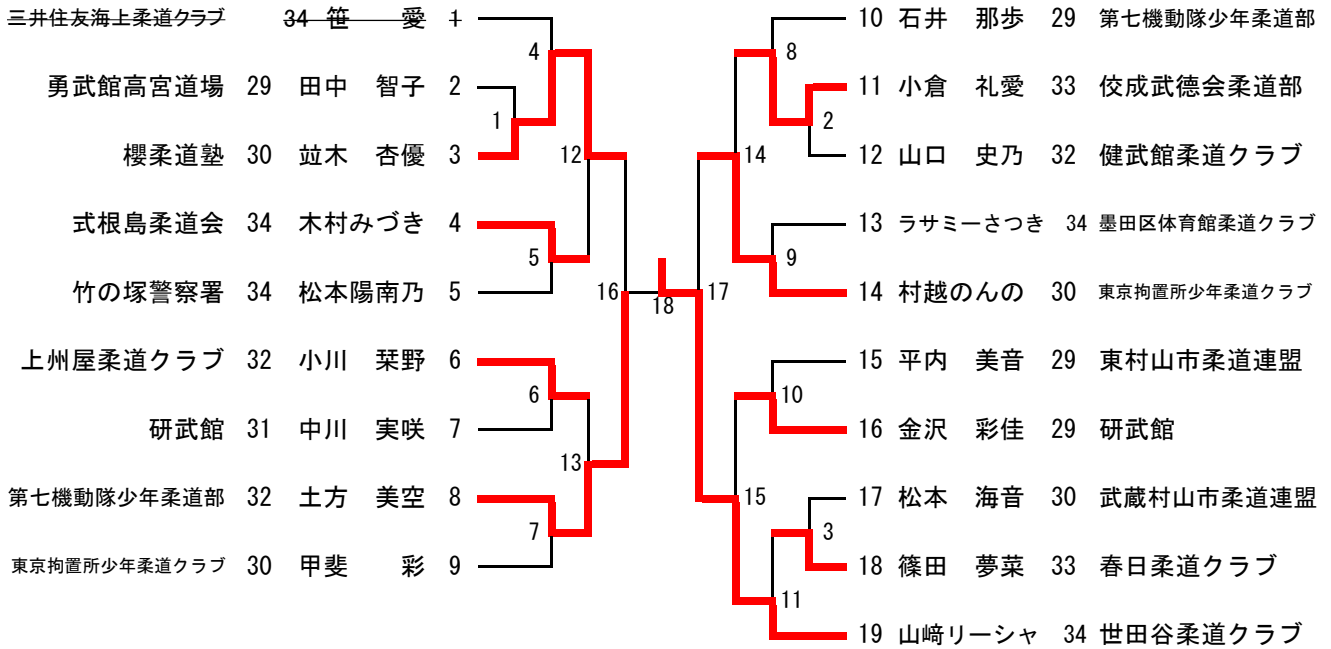 三井住友海上柔道クラブ 34 笹 愛 1
勇武館高宮道場 29 田中 智子 2
櫻柔道塾 30 竝木 杏優 3
式根島柔道会 34 木村みづき 4
竹の塚警察署 34 松本陽南乃 5
上州屋柔道クラブ 32 小川 栞野 6
研武館 31 中川 実咲 7
第七機動隊少年柔道部 32 土方 美空 8
東京拘置所少年柔道クラブ 30 甲斐 彩 9
4
1
12
5
16
6
13
7
18
10 石井 那歩 29 第七機動隊少年柔道部
11 小倉 礼愛 33 佼成武徳会柔道部
12 山口 史乃 32 健武館柔道クラブ
13 ラサミーさつき 34 墨田区体育館柔道クラブ
14 村越のんの 30 東京拘置所少年柔道クラブ
15 平内 美音 29 東村山市柔道連盟
16 金沢 彩佳 29 研武館
17 松本 海音 30 武蔵村山市柔道連盟
18 篠田 夢菜 33 春日柔道クラブ
19 山﨑リーシャ 34 世田谷柔道クラブ
8
2
14
9
17
10
15
3
11